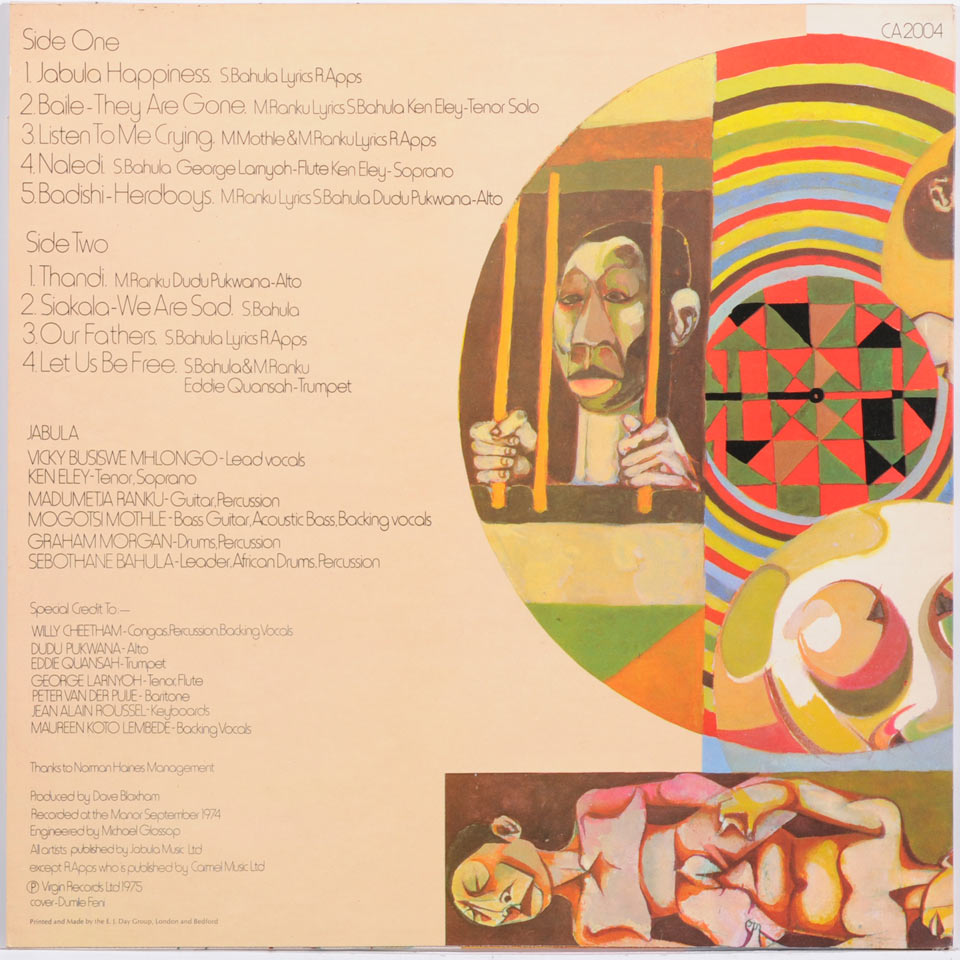 CA2004
Side One
1. Jabula Happiness. S.Bahula Lyrics R.Apps
2. Baile-They Are Gone. M.Ranku Lyrics S.Bahula Ken Eley-Tenor Solo
3. Listen To Me Crying. M.Mothle & M.Ranku Lyrics R.Apps
4. Naledi. S.Bahula George Larnyoh-Flute Ken Eley-Soprano
5. Badishi-Herdboys. M.Ranku Lyrics S.Bahula Dudu Pukwana-Alto
Side Two
1. Thandi. M.Ranku Dudu Pukwana-Alto
2. Siakala-We Are Sad. S.Bahula
3. Our Fathers. S.Bahula Lyrics R.Apps
4 Let Us Be Free. S.Bahula & M.Ranku
Eddie Quansah-Trumpet
JABULA
VICKY BUSISWE MHLONGO-Lead vocals
KEN ELEY-Tenor, Soprano
MADUMETJA RANKU-Guitar, Percussion
MOGOTSI MOTHLE-Bass Guitar, Acoustic Bass, Backing vocals
GRAHAM MORGAN-Drums, Percussion
SEBOTHANE BAHULA-Leader, African Drums, Percussion
Special Credit To:—
WILLY CHEETHAM-Congas, Percussion, Backing Vocals
DUDU PUKWANA-Alto
EDDIE QUANSAH-Trumpet
GEORGE LARNYOH-Tenor, Flute
PETER VAN DER PUIJE-Baritone
JEAN ALAIN ROUSSEL-Keyboards
MAUREEN KOTO LEMBEDE-Backing Vocals
Thanks to Norman Haines Management
Produced by Dave Bloxham
Recorded at the Manor September 1974
Engineered by Michael Glossop
All artists published by Jabula Music Ltd
except R.Apps who is published by Carmel Music Ltd
℗ Virgin Records Ltd 1975
cover-Dumile Feni
Printed and Made by the E. J. Day Group, London and Bedford